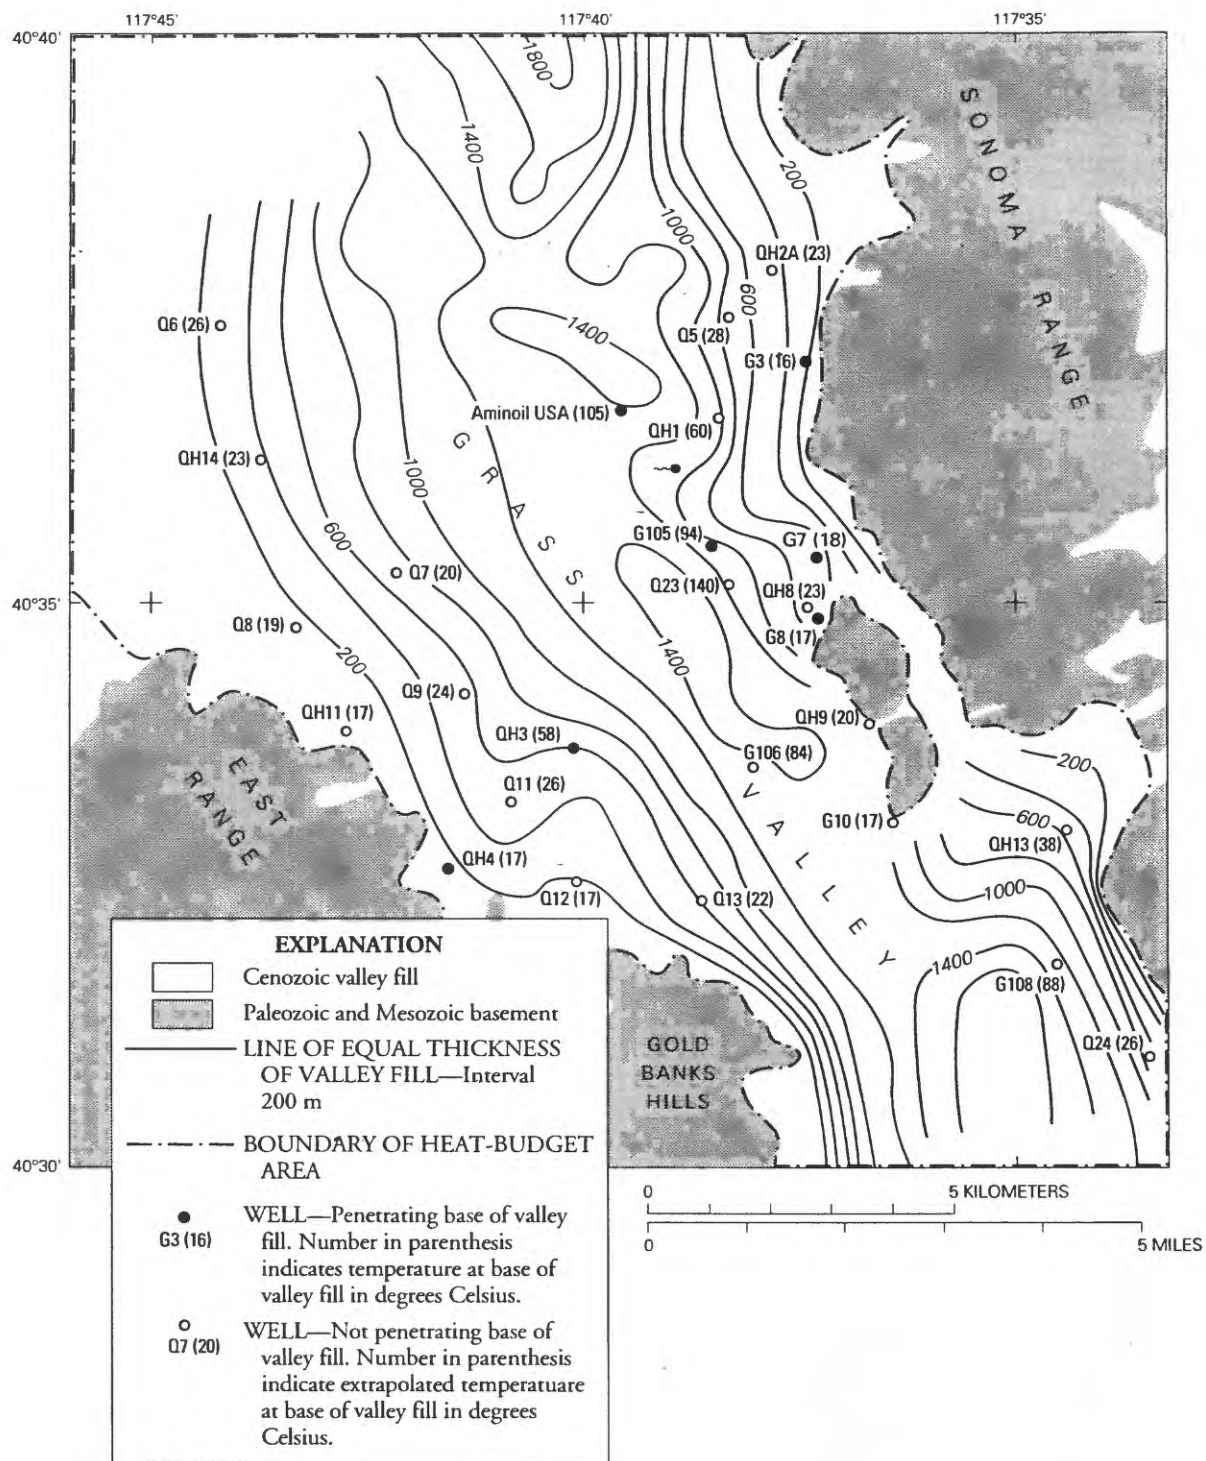 117°45'
117°40'
117°35'
40°40'
1800
1400
200
SONOMA RANGE
1000
QH2A (23)
600
Q6 (26)
1400
Q5 (28)
G3 (16)
Aminoil USA (105)
QH1 (60)
GRASS VALLEY
QH14 (23)
1000
600
G105 (94)
G7 (18)
Q7 (20)
Q23 (140)
QH8 (23)
40°35'
Q8 (19)
G8 (17)
200
1400
Q9 (24)
QH11 (17)
QH3 (58)
QH9 (20)
EAST RANGE
G106 (84)
200
Q11 (26)
G10 (17)
600
QH13 (38)
QH4 (17)
Q12 (17)
Q13 (22)
1000
1400
G108 (88)
Q24 (26)
GOLD
BANKS
HILLS
40°30'
EXPLANATION
Cenozoic valley fill
Paleozoic and Mesozoic basement
LINE OF EQUAL THICKNESS
OF VALLEY FILL—Interval
200 m
BOUNDARY OF HEAT-BUDGET
AREA
WELL—Penetrating base of valley
G3 (16)
fill. Number in parenthesis
indicates temperature at base of
valley fill in degrees Celsius.
WELL—Not penetrating base of
Q7 (20)
valley fill. Number in parenthesis
indicate extrapolated temperatuare
at base of valley fill in degrees
Celsius.
0
5 KILOMETERS
0
5 MILES